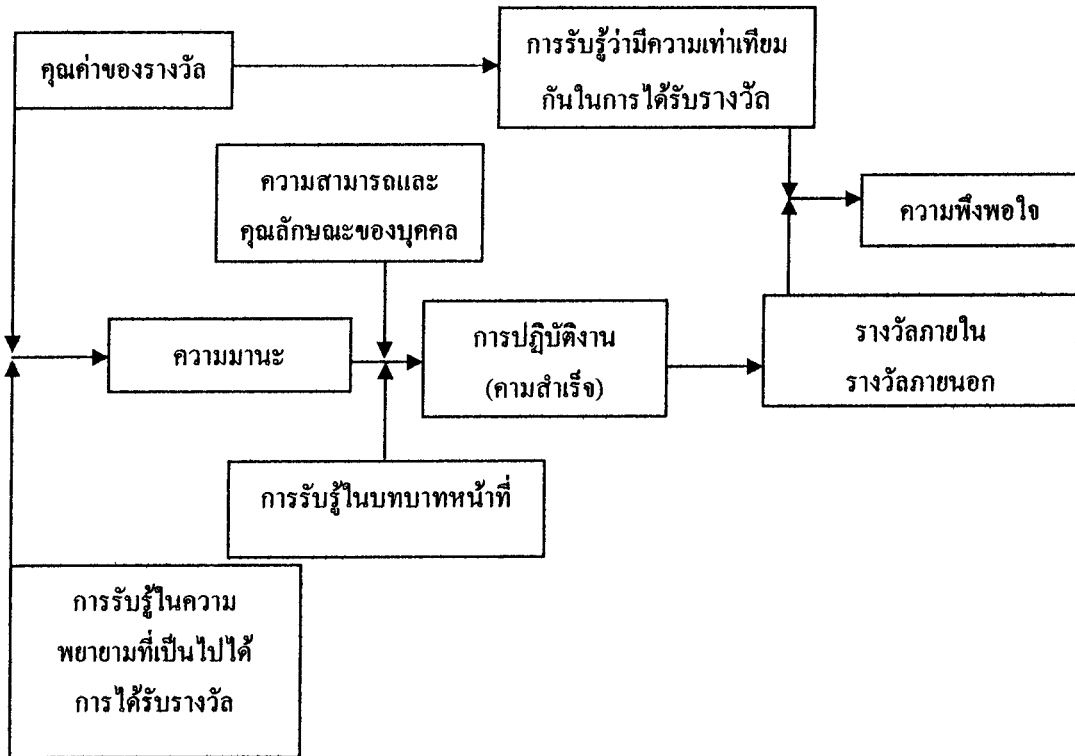 คุณค่าของรางวัล
การรับรู้ว่ามีความเท่าเทียม
กันในการได้รับรางวัล
ความสามารถและ
คุณลักษณะของบุคคล
ความพึงพอใจ
ความมานะ
การปฏิบัติงาน
(คามสำเร็จ)
รางวัลภายใน
รางวัลภายนอก
การรับรู้ในบทบาทหน้าที่
การรับรู้ในความ
พยายามที่เป็นไปได้
การได้รับรางวัล